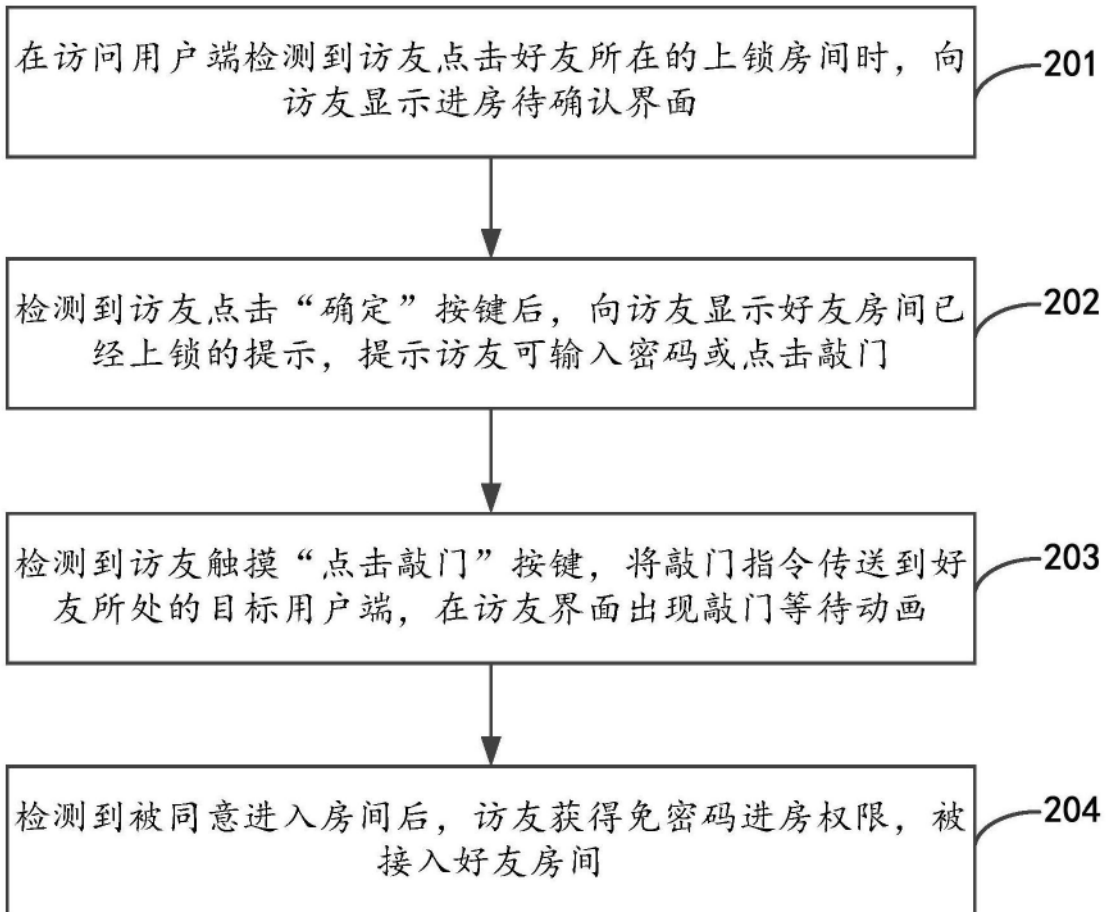 在访问用户端检测到访友点击好友所在的上锁房间时，向
访友显示进房待确认界面
201
检测到访友点击“确定”按键后，向访友显示好友房间已
经上锁的提示，提示访友可输入密码或点击敲门
202
检测到访友触摸“点击敲门”按键，将敲门指令传送到好
友所处的目标用户端，在访友界面出现敲门等待动画
203
检测到被同意进入房间后，访友获得免密码进房权限，被
接入好友房间
204